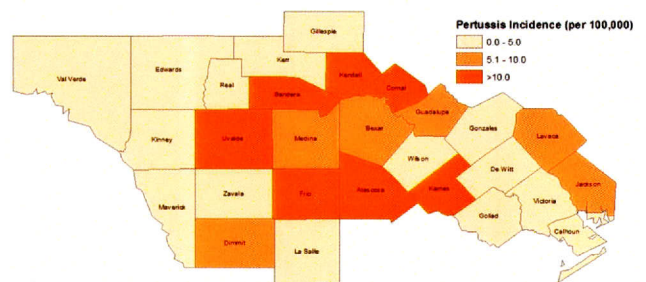 Pertussis Incidence (per 100,000)
0.0 - 5.0
5.1 - 10.0
>10.0
Gillespie
Val Verde
Edwards
Real
Kerr
Kendall
Bandera
Comal
Kinney
Uvalde
Medina
Bexar
Guadalupe
Gonzales
Lavaca
Wilson
De Witt
Jackson
Maverick
Zavala
Frio
Atascosa
Karnes
Goliad
Victoria
Calhoun
Dimmit
La Salle